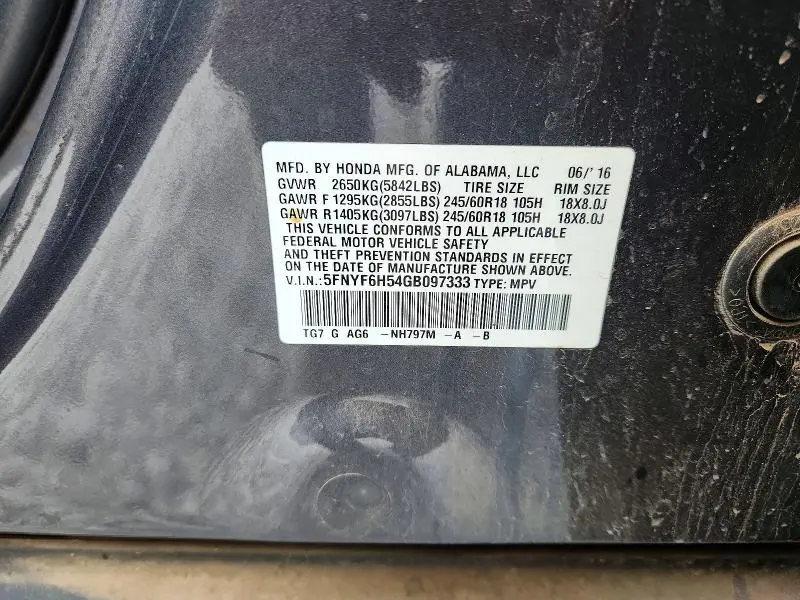 MFD. BY HONDA MFG. OF ALABAMA, LLC 06/' 16
GVWR 2650KG(5842LBS) TIRE SIZE RIM SIZE
GAWR F 1295KG(2855LBS) 245/60R18 105H 18X8.0J
GAWR R 1405KG(3097LBS) 245/60R18 105H 18X8.0J
THIS VEHICLE CONFORMS TO ALL APPLICABLE
FEDERAL MOTOR VEHICLE SAFETY
AND THEFT PREVENTION STANDARDS IN EFFECT
ON THE DATE OF MANUFACTURE SHOWN ABOVE.
V.I.N.: 5FNYF6H54GB097333 TYPE: MPV
TG7 G AG6 -NH797M -A -B